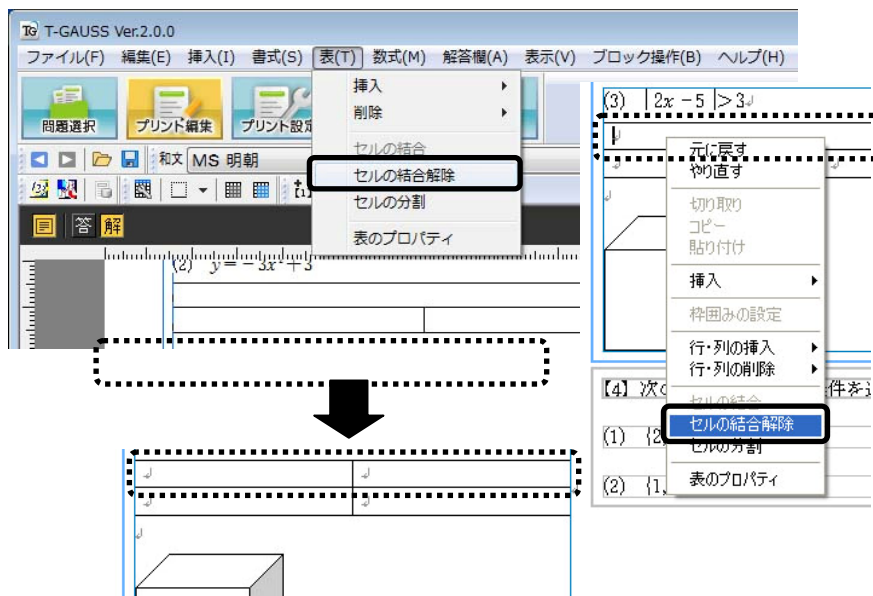 T-GAUSS Ver.2.0.0
ファイル(F) 編集(E) 挿入(I) 書式(S) 表(T) 数式(M) 解答欄(A) 表示(V) ブロック操作(B) ヘルプ(H)
問題選択 プリント編集 プリント設定
挿入
削除
セルの結合
セルの結合解除
セルの分割
表のプロパティ
和文 MS 明朝
答 解
(2) y=-3x²+3
(3) |2x-5|>3
元に戻す
やり直す
切り取り
コピー
貼り付け
挿入
枠囲みの設定
行・列の挿入
行・列の削除
セルの結合
セルの結合解除
セルの分割
表のプロパティ
【4】 次の 件を
(1) {2,
(2) {1,